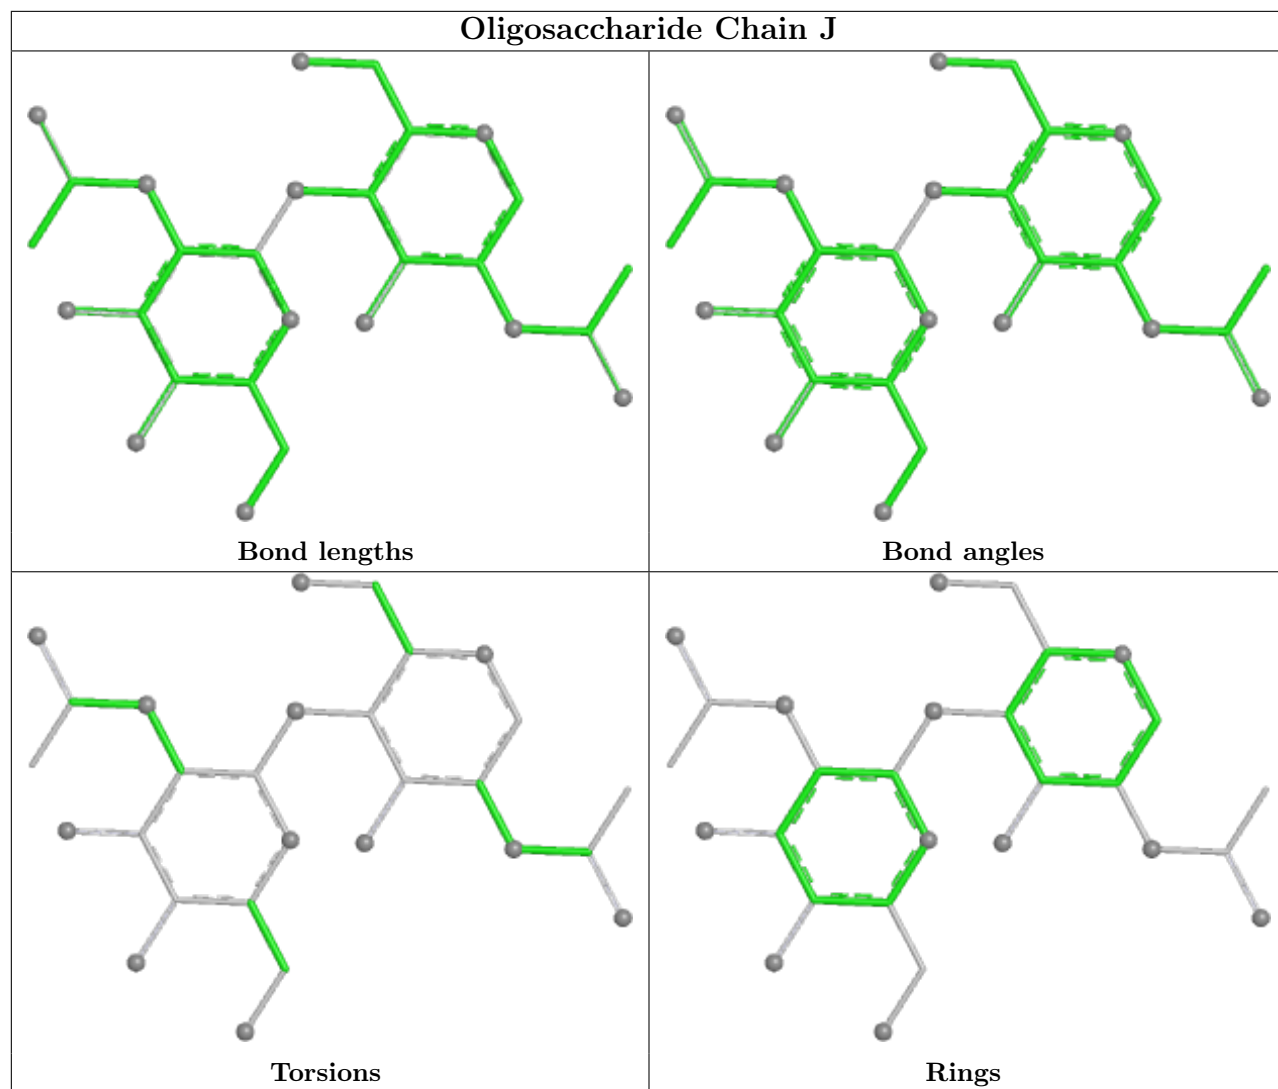 Oligosaccharide Chain J
Bond lengths
Bond angles
Torsions
Rings